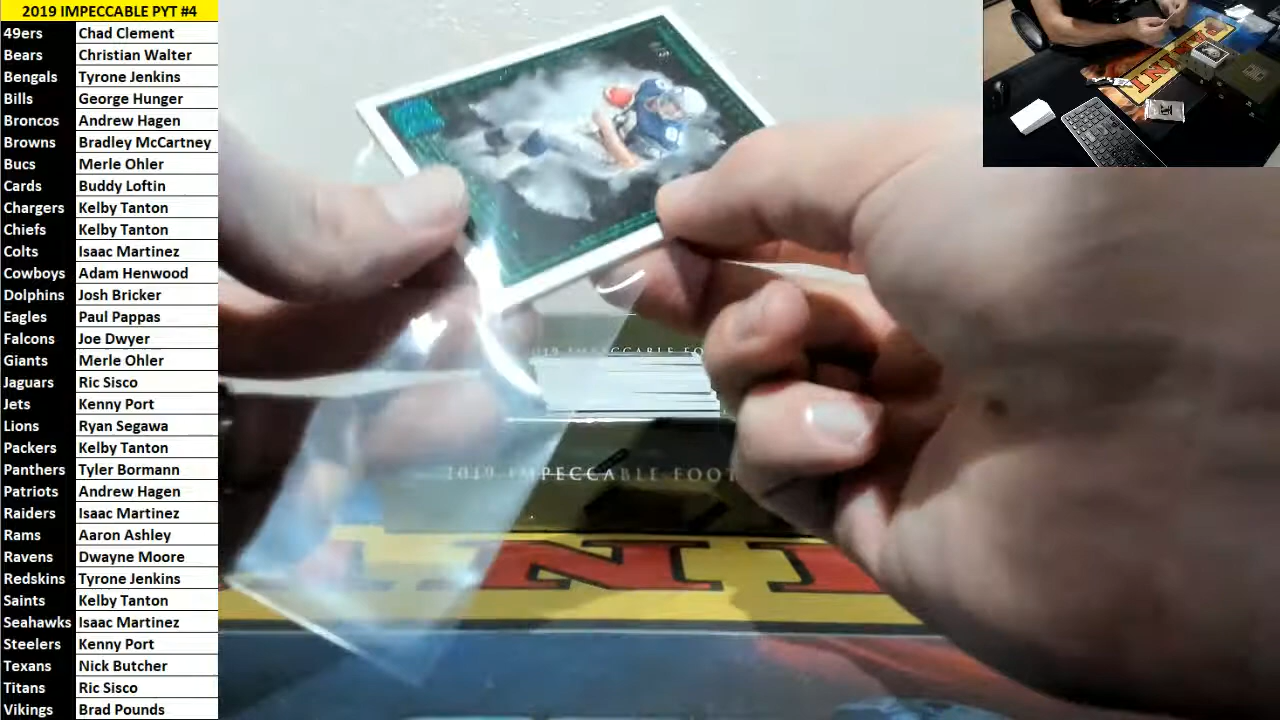 2019 IMPECCABLE PYT #4
49ers Chad Clement
Bears Christian Walter
Bengals Tyrone Jenkins
Bills George Hunger
Broncos Andrew Hagen
Browns Bradley McCartney
Bucs Merle Ohler
Cards Buddy Loftin
Chargers Kelby Tanton
Chiefs Kelby Tanton
Colts Isaac Martinez
Cowboys Adam Henwood
Dolphins Josh Bricker
Eagles Paul Pappas
Falcons Joe Dwyer
Giants Merle Ohler
Jaguars Ric Sisco
Jets Kenny Port
Lions Ryan Segawa
Packers Kelby Tanton
Panthers Tyler Bormann
Patriots Andrew Hagen
Raiders Isaac Martinez
Rams Aaron Ashley
Ravens Dwayne Moore
Redskins Tyrone Jenkins
Saints Kelby Tanton
Seahawks Isaac Martinez
Steelers Kenny Port
Texans Nick Butcher
Titans Ric Sisco
Vikings Brad Pounds
2019 IMPECCABLE FOO
2019 IMPECCABLE FOOT
NI
PANINI